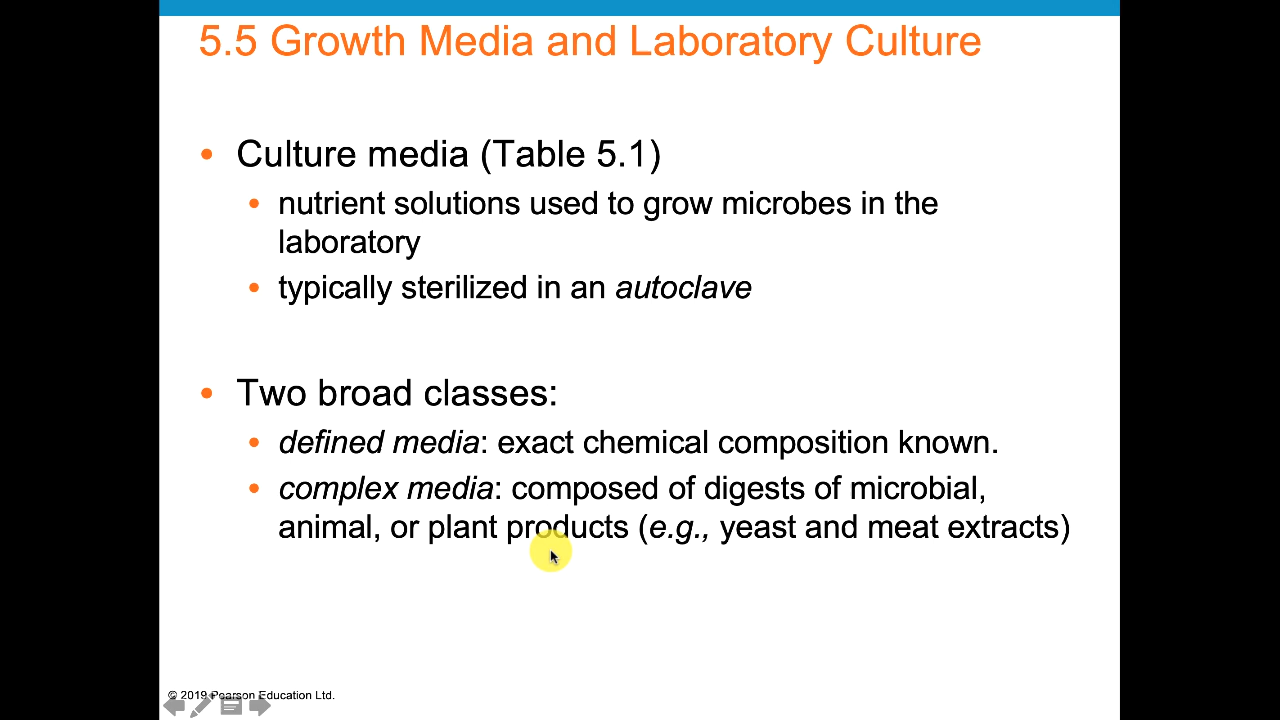 5.5 Growth Media and Laboratory Culture
• Culture media (Table 5.1)
• nutrient solutions used to grow microbes in the
laboratory
• typically sterilized in an autoclave
• Two broad classes:
• defined media: exact chemical composition known.
• complex media: composed of digests of microbial,
animal, or plant products (e.g., yeast and meat extracts)
© 2019 Pearson Education Ltd.